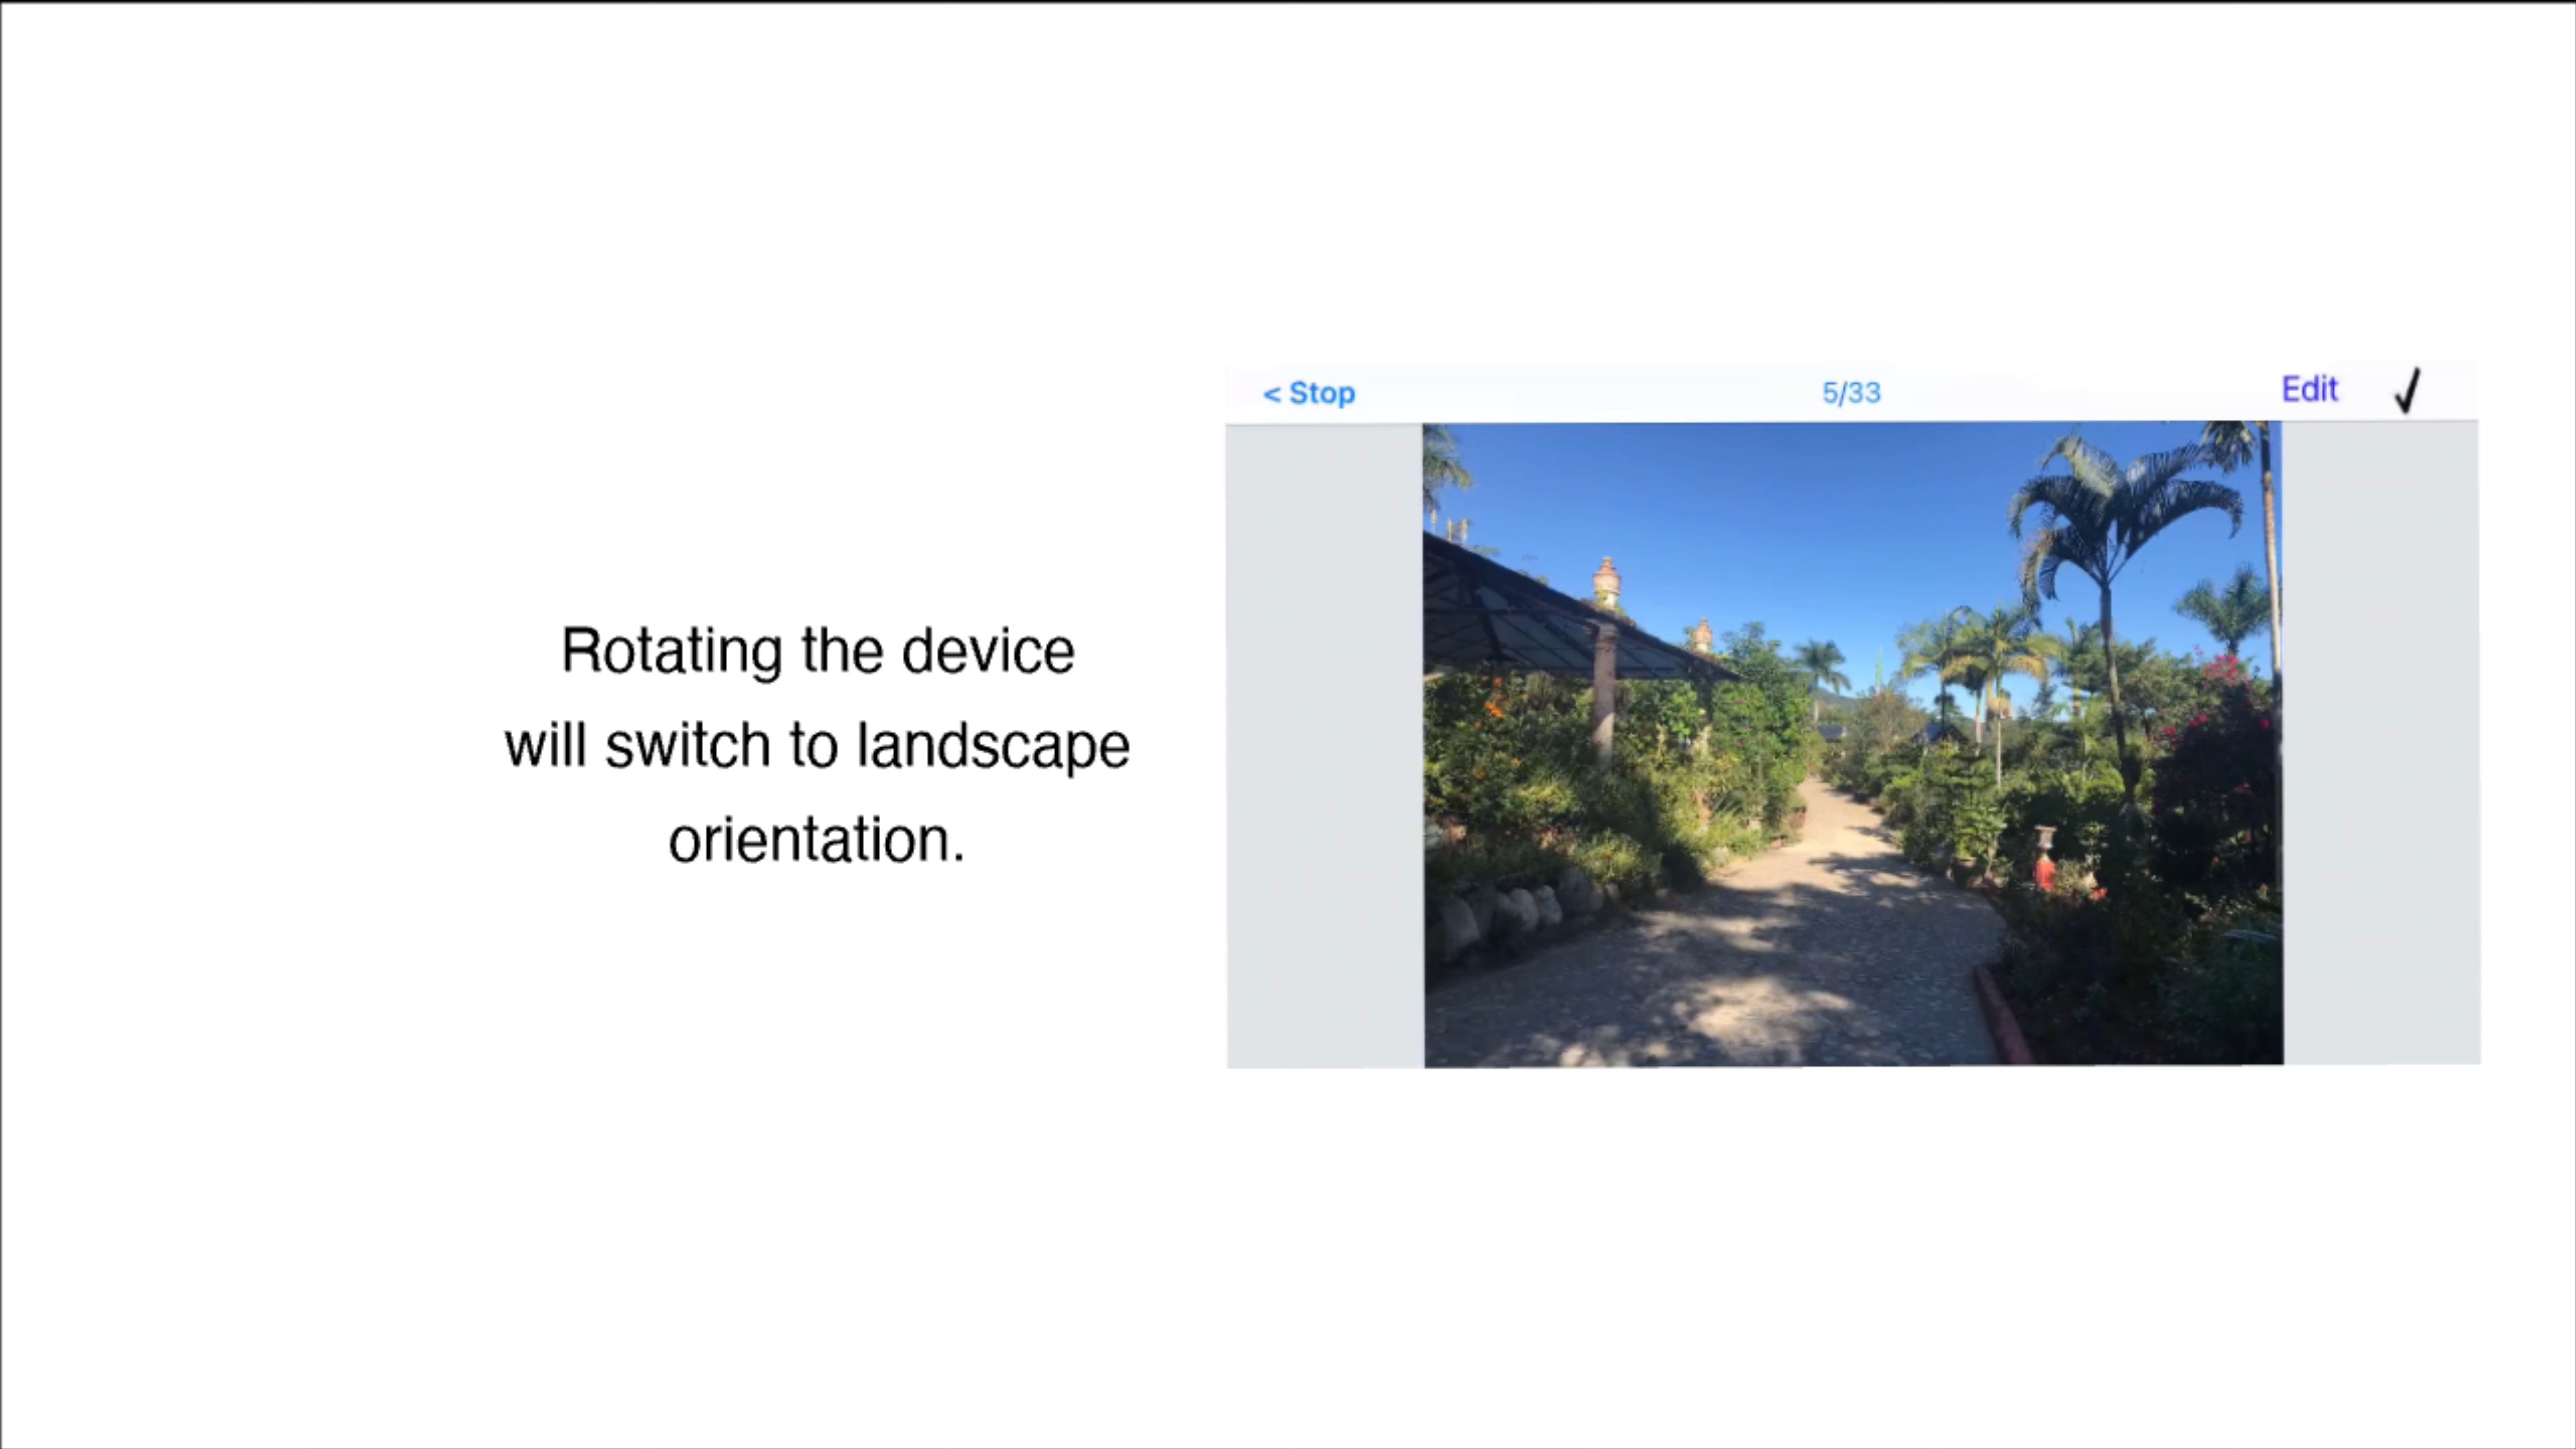 Rotating the device
will switch to landscape
orientation.
< Stop
5/33
Edit